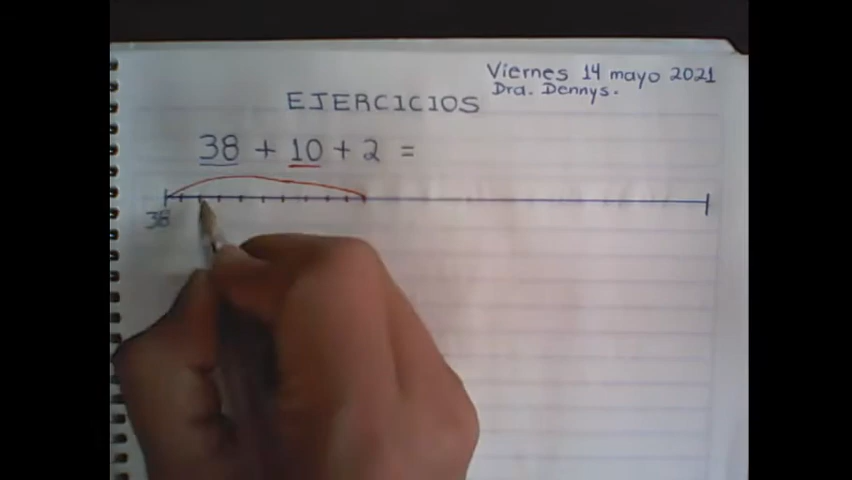 Viernes 14 mayo 2021
Dra. Dennys.
EJERCICIOS
38 + 10 + 2 =
38